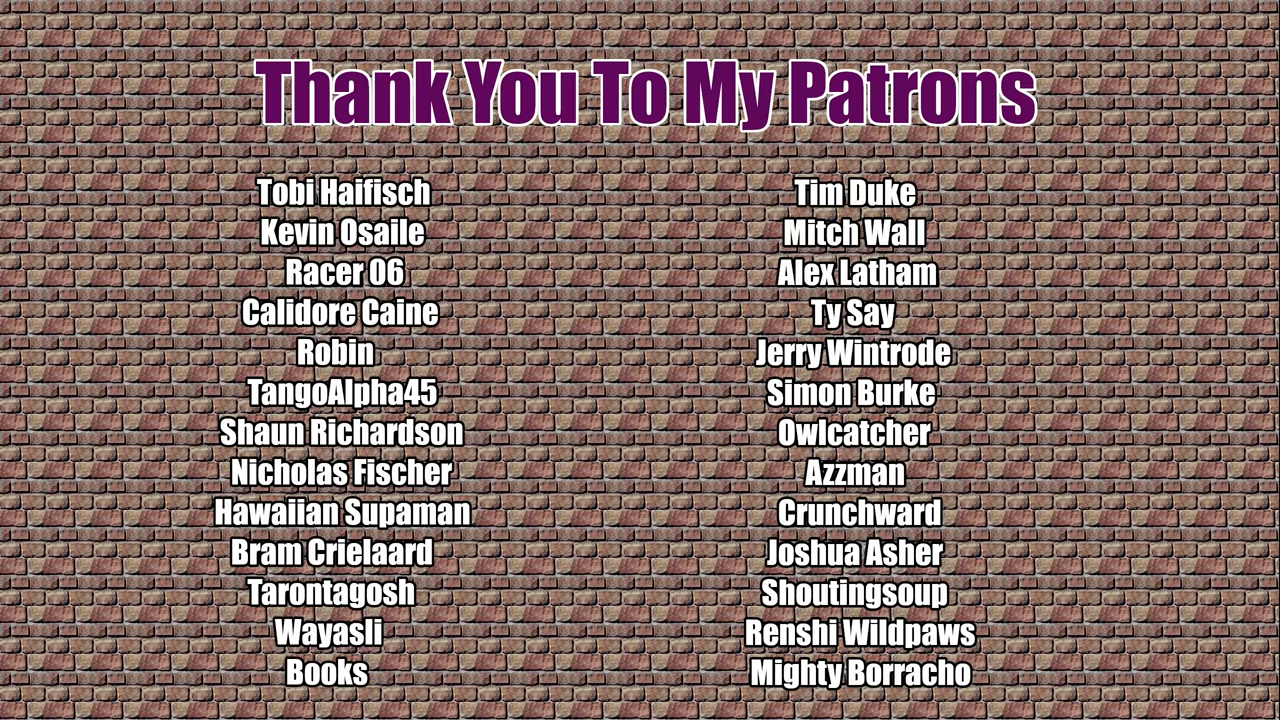 Thank You To My Patrons
Tobi Haifisch
Kevin Osaile
Racer 06
Calidore Caine
Robin
TangoAlpha45
Shaun Richardson
Nicholas Fischer
Hawaiian Supaman
Bram Crielaard
Tarontagosh
Wayasli
Books
Tim Duke
Mitch Wall
Alex Latham
Ty Say
Jerry Wintrode
Simon Burke
Owlcatcher
Azzman
Crunchward
Joshua Asher
Shoutingsoup
Renshi Wildpaws
Mighty Borracho